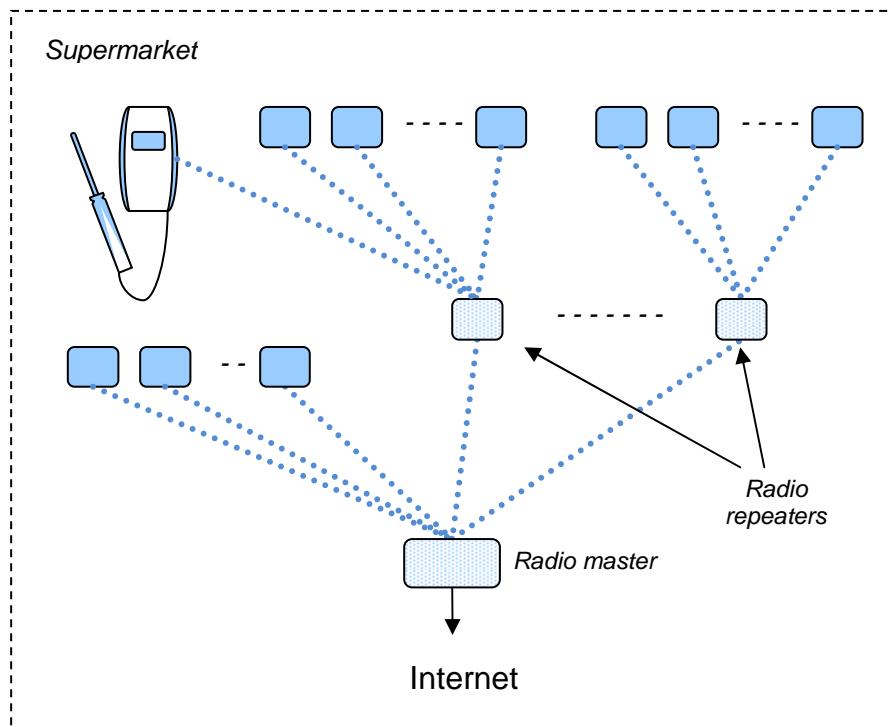 Supermarket
Radio
repeaters
Radio master
Internet